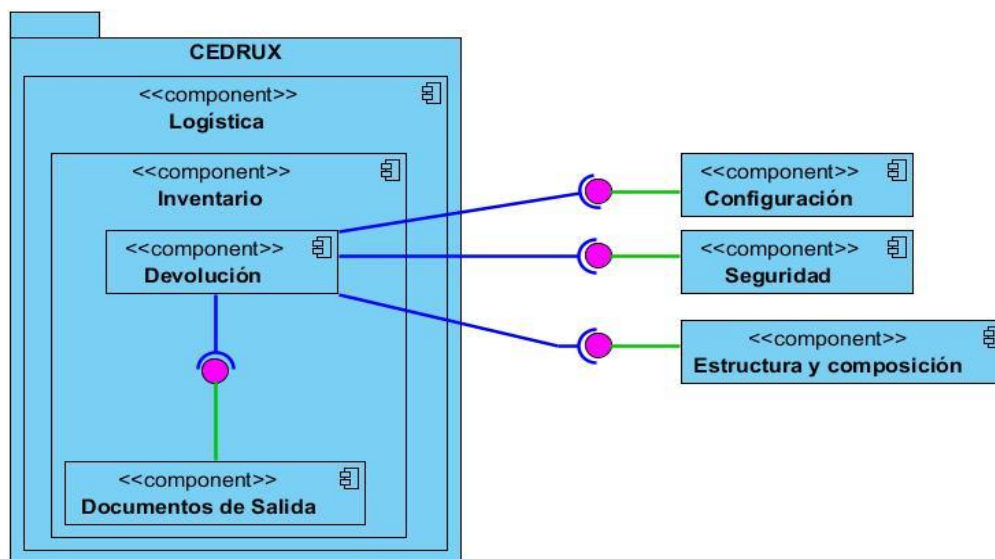 CEDRUX
<<component>>
Logística
<<component>>
Inventario
<<component>>
Devolución
<<component>>
Documentos de Salida
<<component>>
Configuración
<<component>>
Seguridad
<<component>>
Estructura y composición